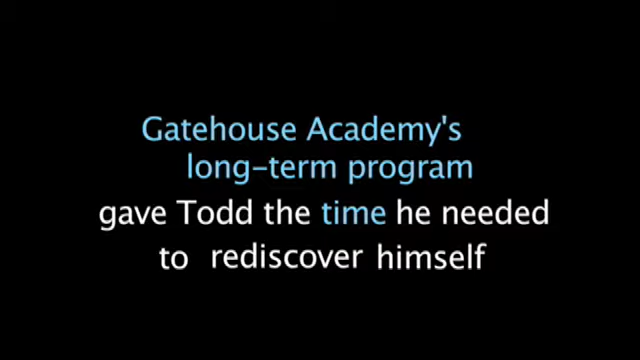 Gatehouse Academy's
long-term program
gave Todd the time he needed
to rediscover himself